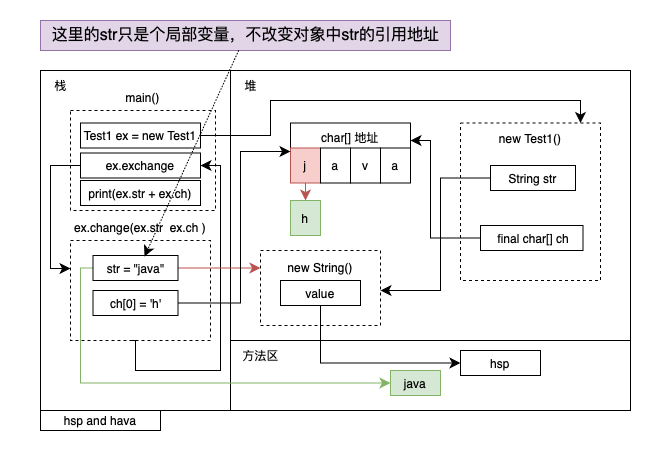 这里的str只是个局部变量，不改变对象中str的引用地址
栈
堆
main()
Test1 ex = new Test1
ex.exchange
print(ex.str + ex.ch)
ex.change(ex.str ex.ch )
str = "java"
ch[0] = 'h'
char[] 地址
j a v a
h
new String()
value
new Test1()
String str
final char[] ch
方法区
hsp
java
hsp and hava